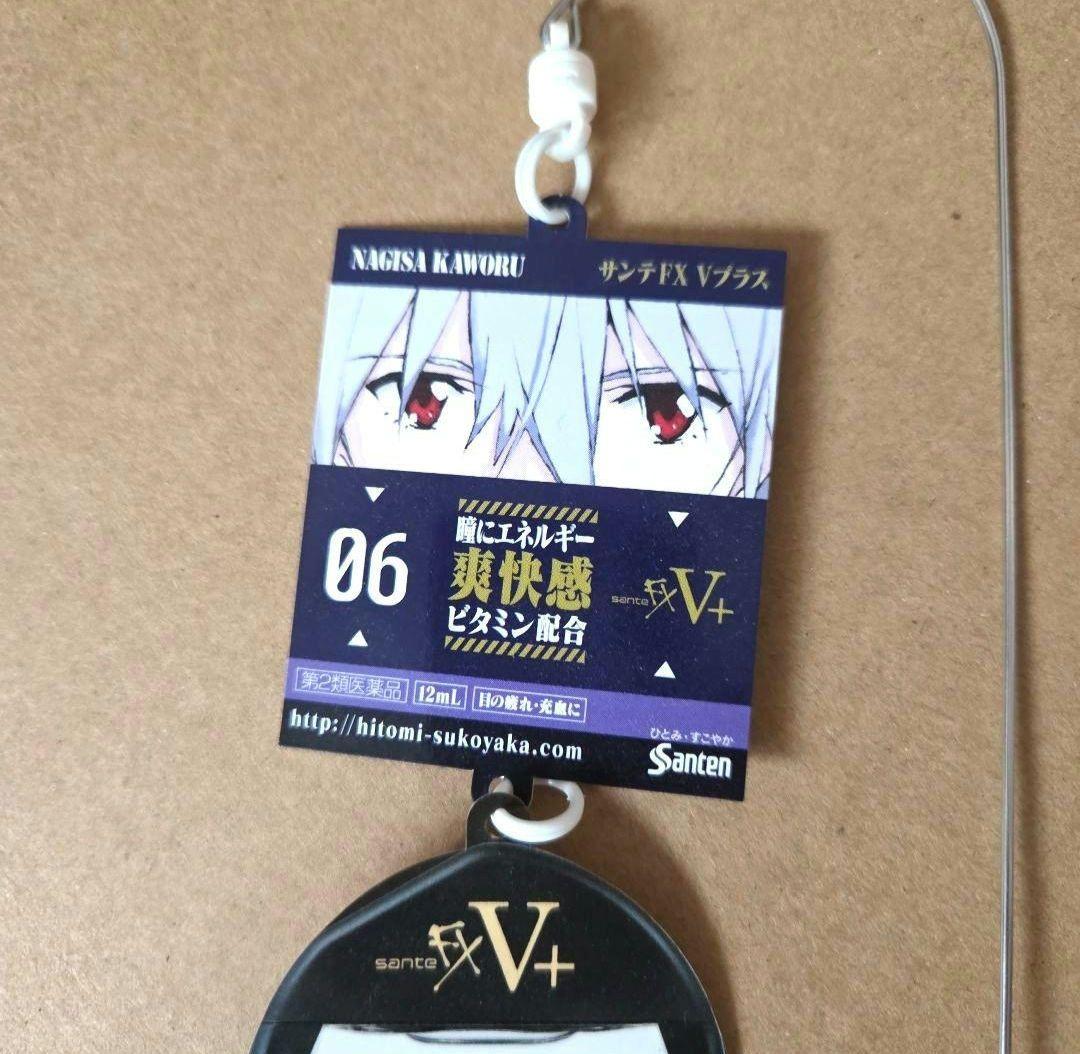 NAGISA KAWORU サンテFX Vプラス
06
瞳にエネルギー
爽快感
ビタミン配合
sante FX V+
第2類医薬品 12mL 目の疲れ・充血に
http://hitomi-sukoyaka.com
ひとみ・すこやか
Santen
sante FX V+